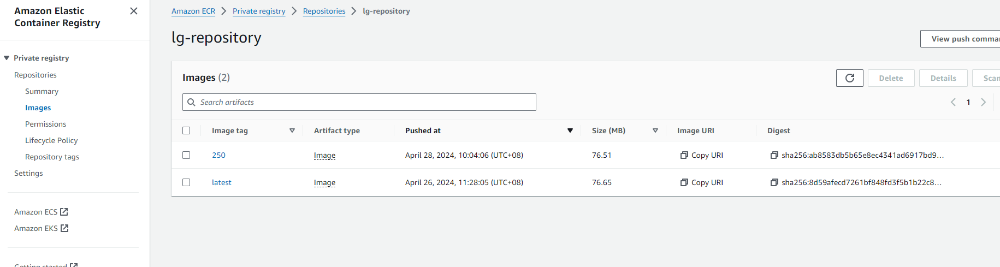 Amazon Elastic
Container Registry
Private registry
Repositories
Summary
Images
Permissions
Lifecycle Policy
Repository tags
Settings
Amazon ECS
Amazon EKS
Getting started
Amazon ECR > Private registry > Repositories > lg-repository
lg-repository
View push comma
Images (2)
Delete Details Scan
Search artifacts
1
Image tag Artifact type Pushed at Size (MB) Image URI Digest
250 Image April 28, 2024, 10:04:06 (UTC+08) 76.51 Copy URI sha256:ab8583db5b65e8ec4341ad6917bd9...
latest Image April 26, 2024, 11:28:05 (UTC+08) 76.65 Copy URI sha256:8d59afecd7261bf848fd3f5b1b22c8...